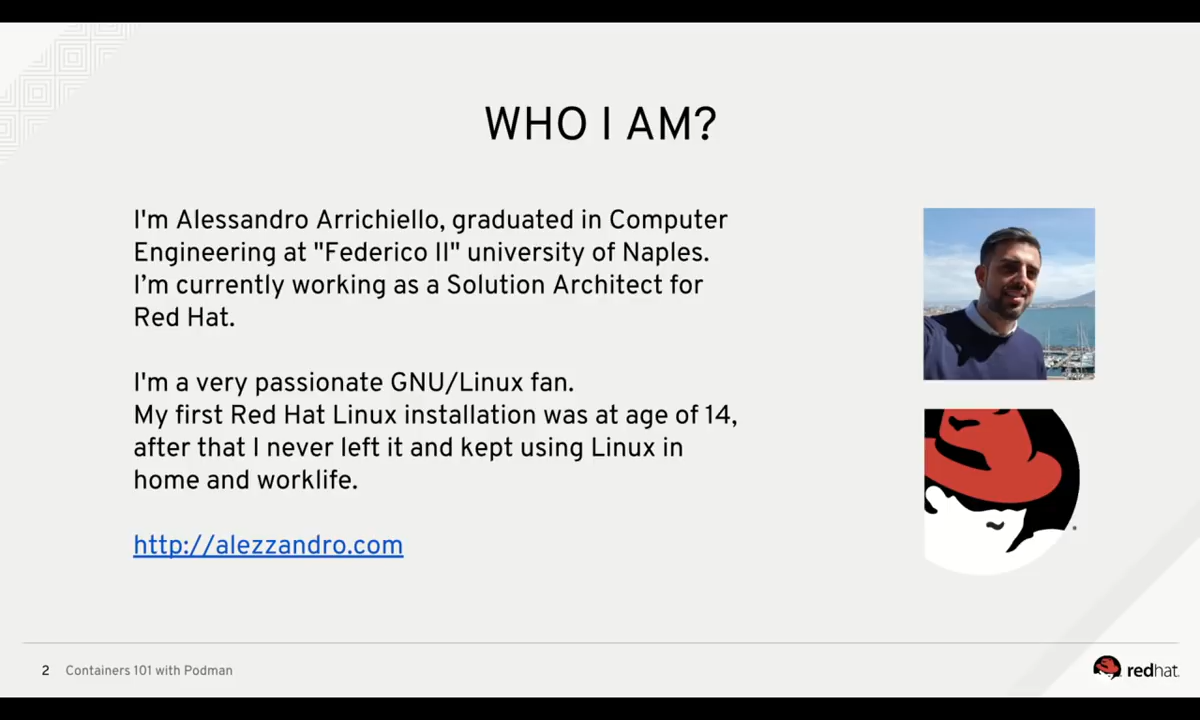 WHO I AM?
I'm Alessandro Arrichiello, graduated in Computer
Engineering at "Federico II" university of Naples.
I’m currently working as a Solution Architect for
Red Hat.
I'm a very passionate GNU/Linux fan.
My first Red Hat Linux installation was at age of 14,
after that I never left it and kept using Linux in
home and worklife.
http://alezzandro.com
2 Containers 101 with Podman
redhat.